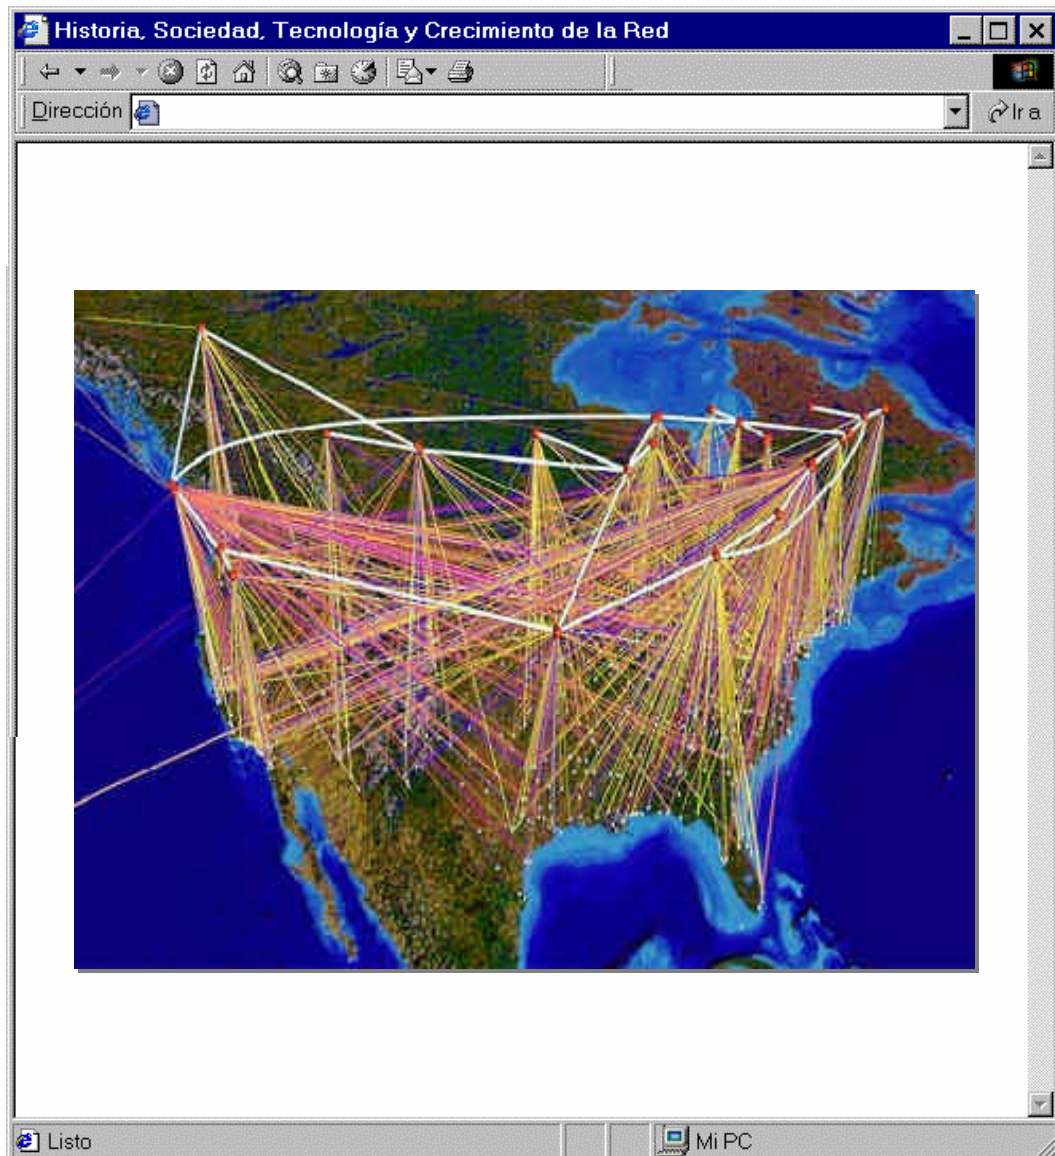 Historia, Sociedad, Tecnología y Crecimiento de la Red
Dirección
Ir a
Listo
Mi PC